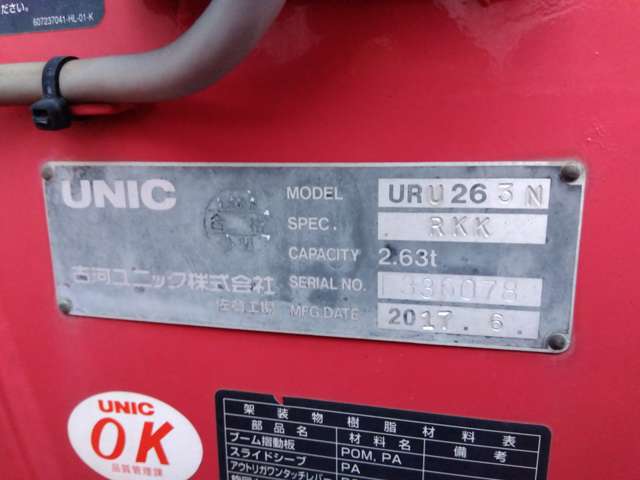 ださい。
607237041-HL-01-K
UNIC
MODEL URU263N
SPEC. RKK
CAPACITY 2.63t
古河ユニック株式会社
SERIAL NO. 336078
佐倉工場
MFG.DATE 2017.6
UNIC
OK
品質管理課
架装物樹脂材料表
部品名 材料名 備考
ブーム摺動板 POM, PA
スライドシーブ PA
アウトリガワンタッチレバー